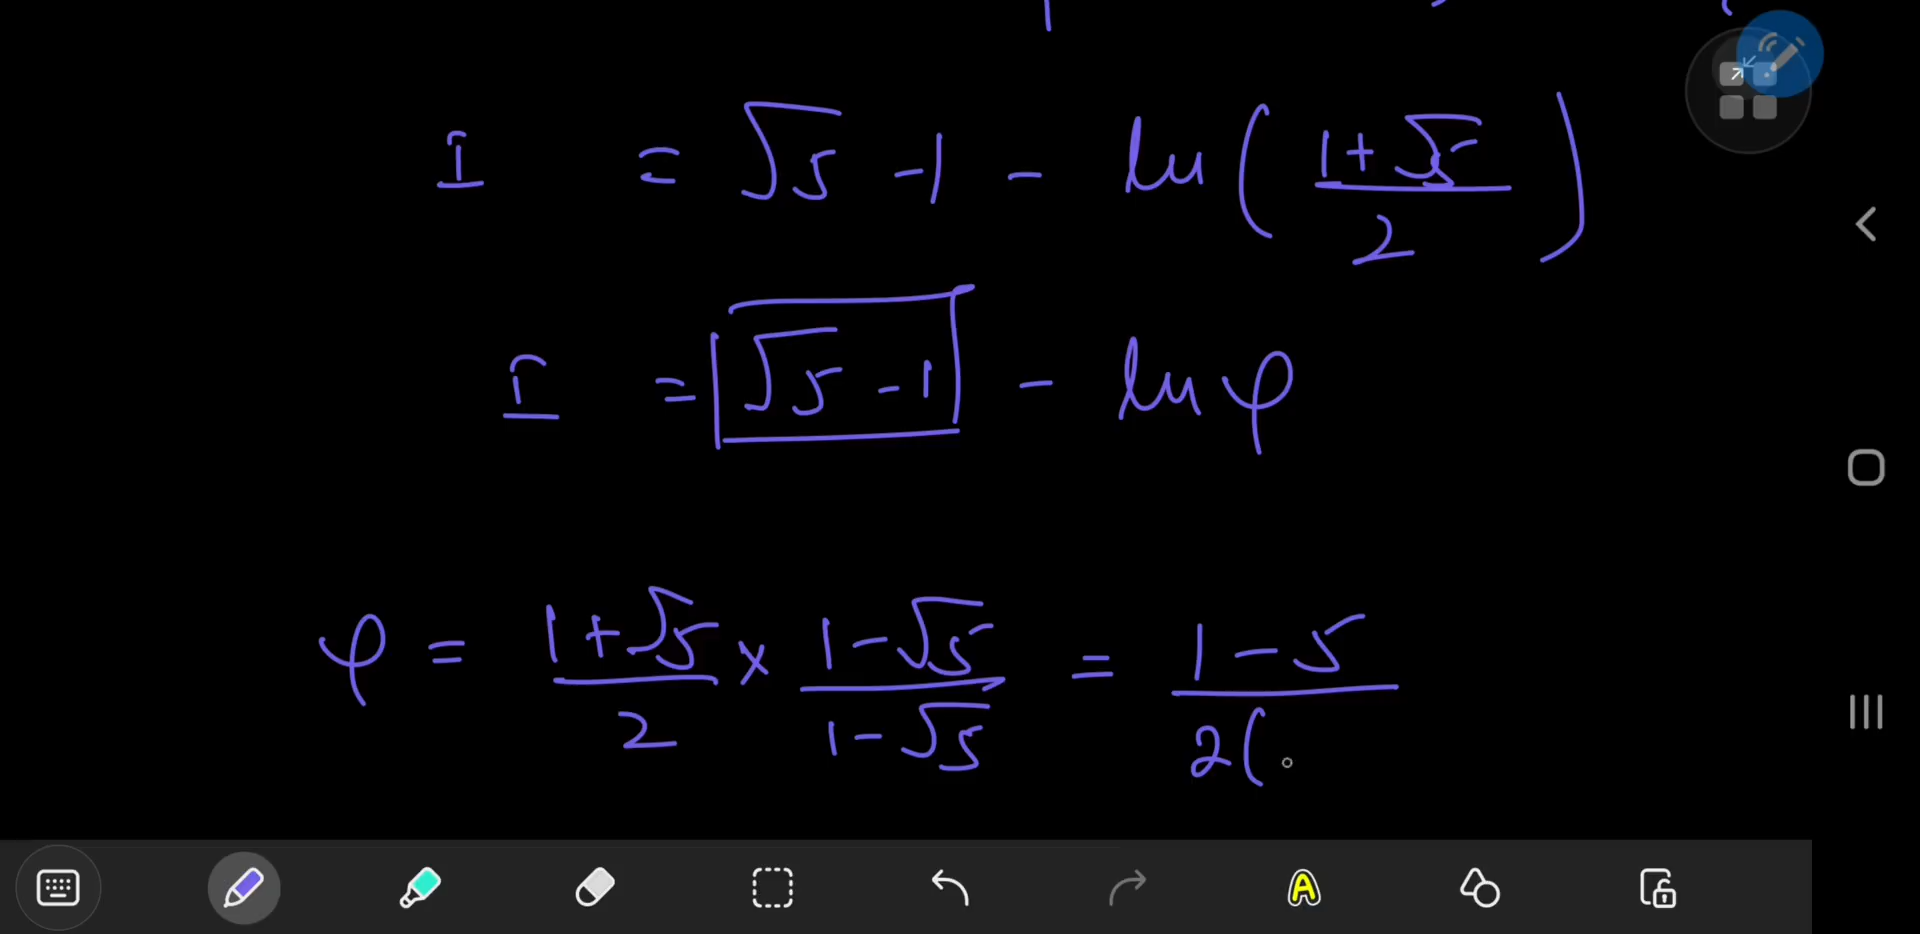 I = √5 - 1 - ln( (1+√5)/2 )
I = √5 - 1 - ln φ
φ = (1+√5)/2 × (1-√5)/(1-√5) = (1-5)/2(
A